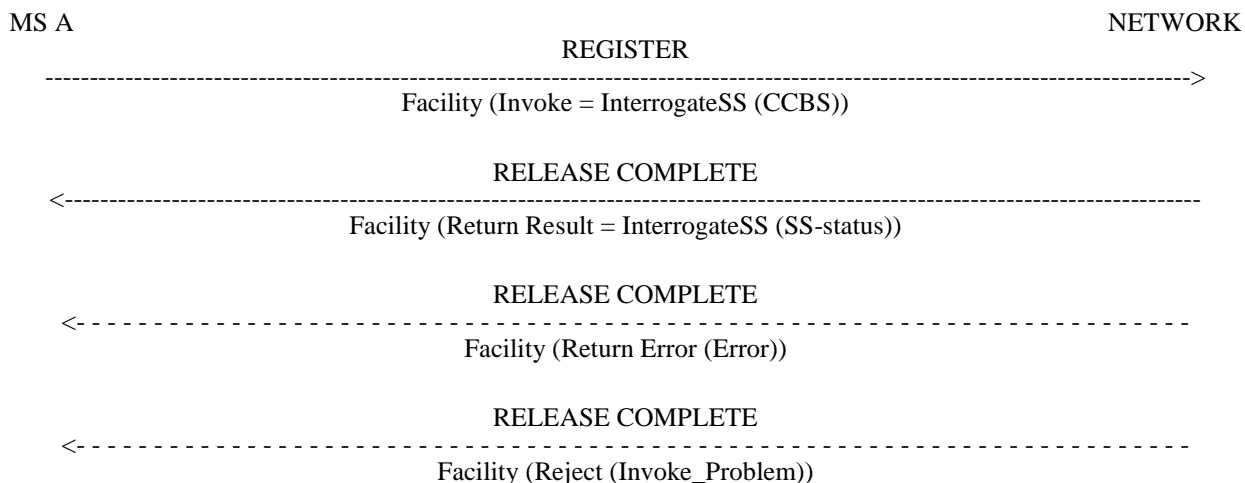 MS A NETWORK
REGISTER
------------------------------------------------------------------------------------------------------------------------------->
Facility (Invoke = InterrogateSS (CCBS))
RELEASE COMPLETE
<-------------------------------------------------------------------------------------------------------------------------------
Facility (Return Result = InterrogateSS (SS-status))
RELEASE COMPLETE
<- - - - - - - - - - - - - - - - - - - - - - - - - - - - - - - - - - - - - - - - - - - - - - - - - - - - - - - - - - - - - - - - - - - - - -
Facility (Return Error (Error))
RELEASE COMPLETE
<- - - - - - - - - - - - - - - - - - - - - - - - - - - - - - - - - - - - - - - - - - - - - - - - - - - - - - - - - - - - - - - - - - - - - -
Facility (Reject (Invoke_Problem))